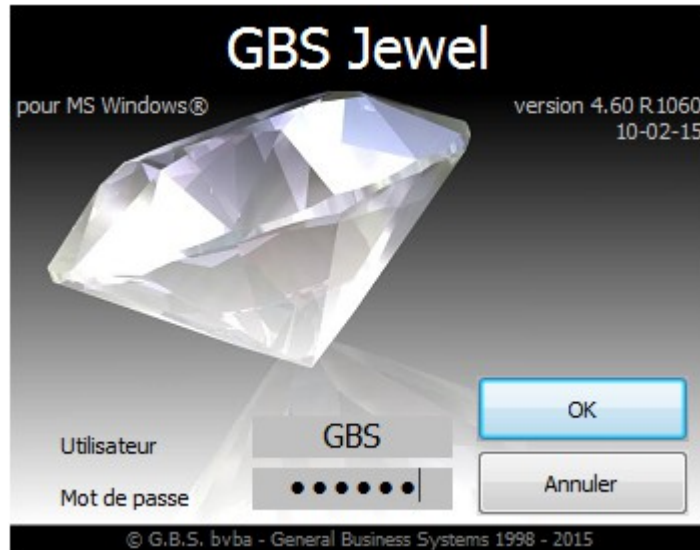 GBS Jewel
pour MS Windows®
version 4.60 R1060
10-02-15
Utilisateur
GBS
OK
Mot de passe
●●●●●●
Annuler
© G.B.S. bvba - General Business Systems 1998 - 2015